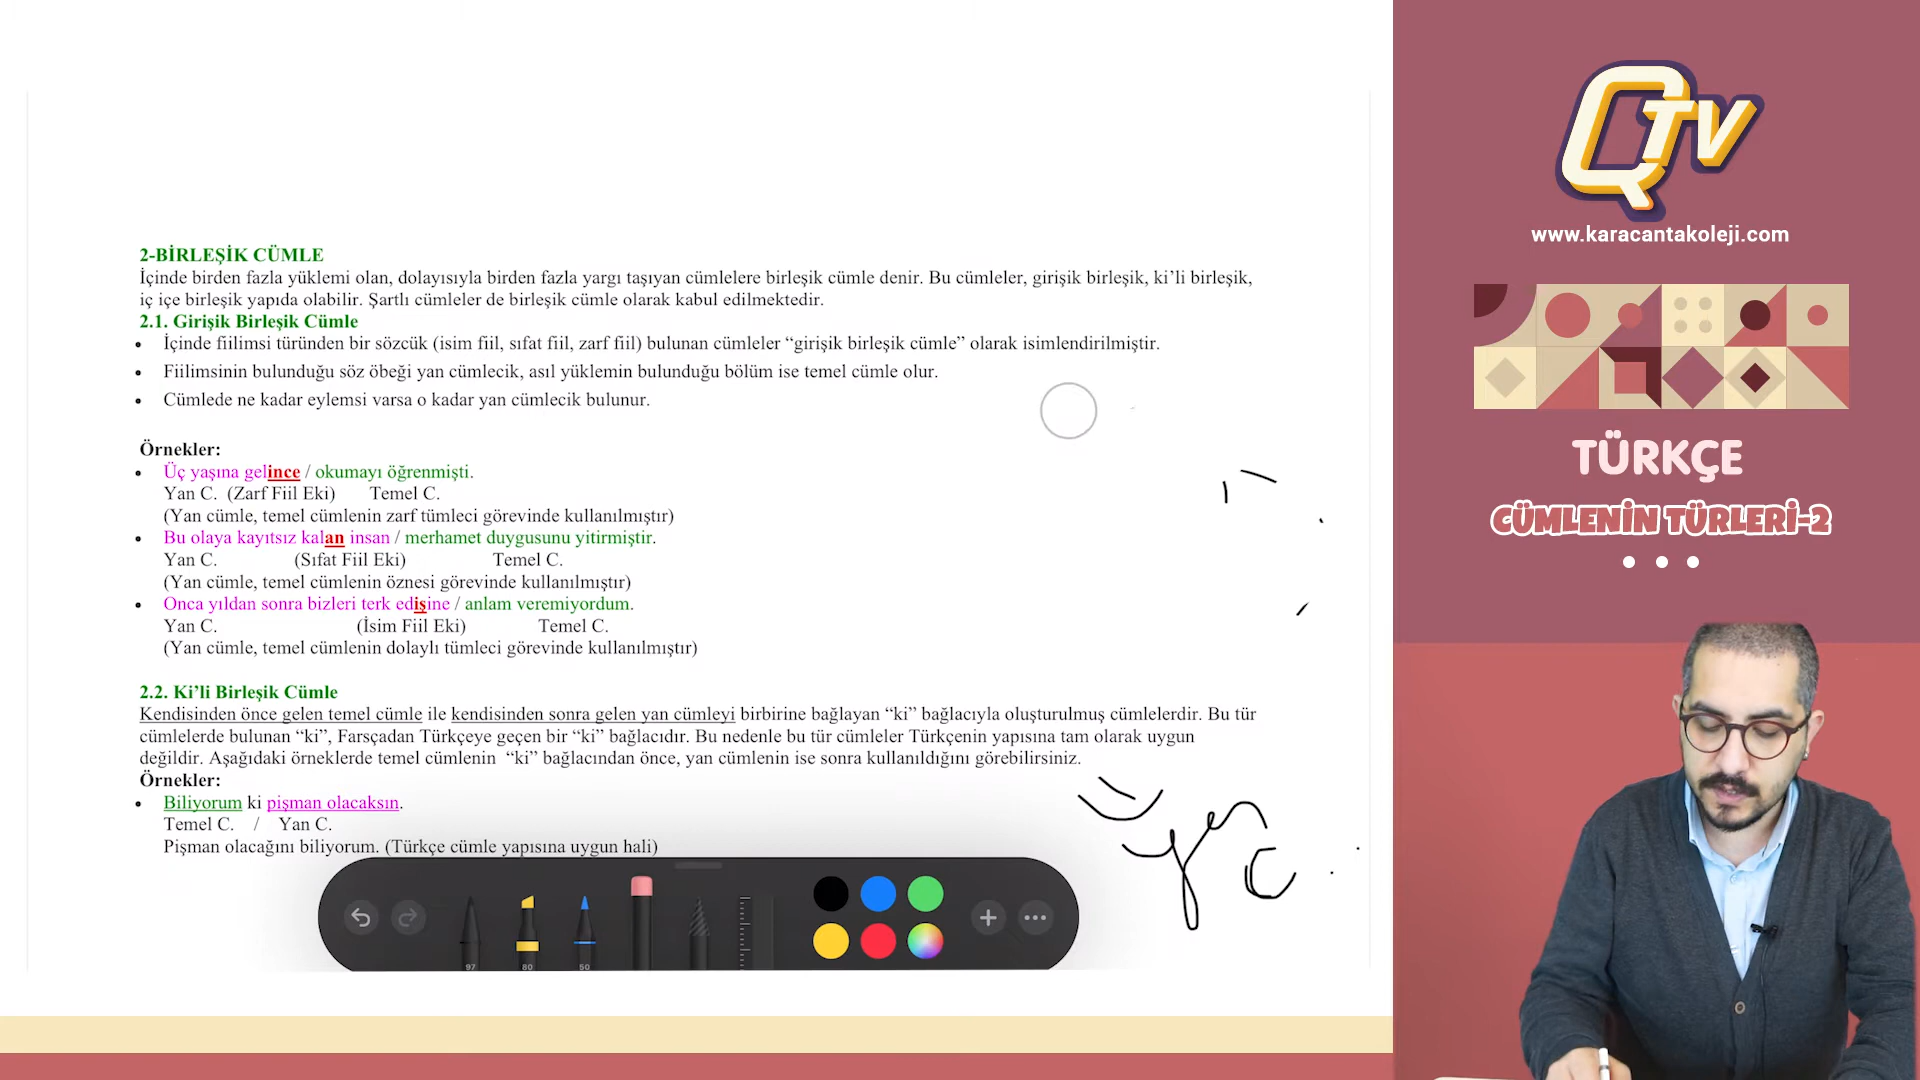 2-BİRLEŞİK CÜMLE
İçinde birden fazla yüklemi olan, dolayısıyla birden fazla yargı taşıyan cümlelere birleşik cümle denir. Bu cümleler, girişik birleşik, ki’li birleşik,
iç içe birleşik yapıda olabilir. Şartlı cümleler de birleşik cümle olarak kabul edilmektedir.
2.1. Girişik Birleşik Cümle
• İçinde fiilimsi türünden bir sözcük (isim fiil, sıfat fiil, zarf fiil) bulunan cümleler “girişik birleşik cümle” olarak isimlendirilmiştir.
• Fiilimsinin bulunduğu söz öbeği yan cümlecik, asıl yüklemin bulunduğu bölüm ise temel cümle olur.
• Cümlede ne kadar eylemsi varsa o kadar yan cümlecik bulunur.
Örnekler:
• Üç yaşına gelince / okumayı öğrenmişti.
Yan C. (Zarf Fiil Eki) Temel C.
(Yan cümle, temel cümlenin zarf tümleci görevinde kullanılmıştır)
• Bu olaya kayıtsız kalan insan / merhamet duygusunu yitirmiştir.
Yan C. (Sıfat Fiil Eki) Temel C.
(Yan cümle, temel cümlenin öznesi görevinde kullanılmıştır)
• Onca yıldan sonra bizleri terk edişine / anlam veremiyordum.
Yan C. (İsim Fiil Eki) Temel C.
(Yan cümle, temel cümlenin dolaylı tümleci görevinde kullanılmıştır)
2.2. Ki’li Birleşik Cümle
Kendisinden önce gelen temel cümle ile kendisinden sonra gelen yan cümleyi birbirine bağlayan “ki” bağlacıyla oluşturulmuş cümlelerdir. Bu tür
cümlelerde bulunan “ki”, Farsçadan Türkçeye geçen bir “ki” bağlacıdır. Bu nedenle bu tür cümleler Türkçenin yapısına tam olarak uygun
değildir. Aşağıdaki örneklerde temel cümlenin “ki” bağlacından önce, yan cümlenin ise sonra kullanıldığını görebilirsiniz.
Örnekler:
• Biliyorum ki pişman olacaksın.
Temel C. / Yan C.
Pişman olacağını biliyorum. (Türkçe cümle yapısına uygun hali)
yan
C
97 80 50
QTV
www.karacantakoleji.com
TÜRKÇE
CÜMLENİN TÜRLERİ-2